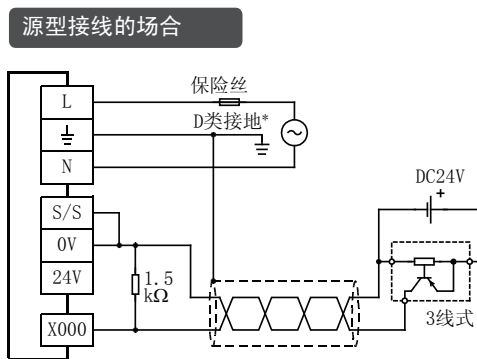 源型接线的场合
保险丝
L
D类接地*
N
DC24V
+
S/S
0V
24V
1.5
kΩ
X000
3线式